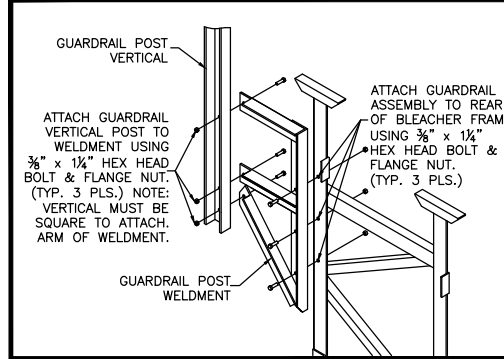 GUARDRAIL POST
VERTICAL
ATTACH GUARDRAIL
VERTICAL POST TO
WELDMENT USING
⅜" x 1¼" HEX HEAD
BOLT & FLANGE NUT.
(TYP. 3 PLS.) NOTE:
VERTICAL MUST BE
SQUARE TO ATTACH.
ARM OF WELDMENT.
GUARDRAIL POST
WELDMENT
ATTACH GUARDRAIL
ASSEMBLY TO REAR
OF BLEACHER FRAM
USING ⅜" x 1¼"
HEX HEAD BOLT &
FLANGE NUT.
(TYP. 3 PLS.)